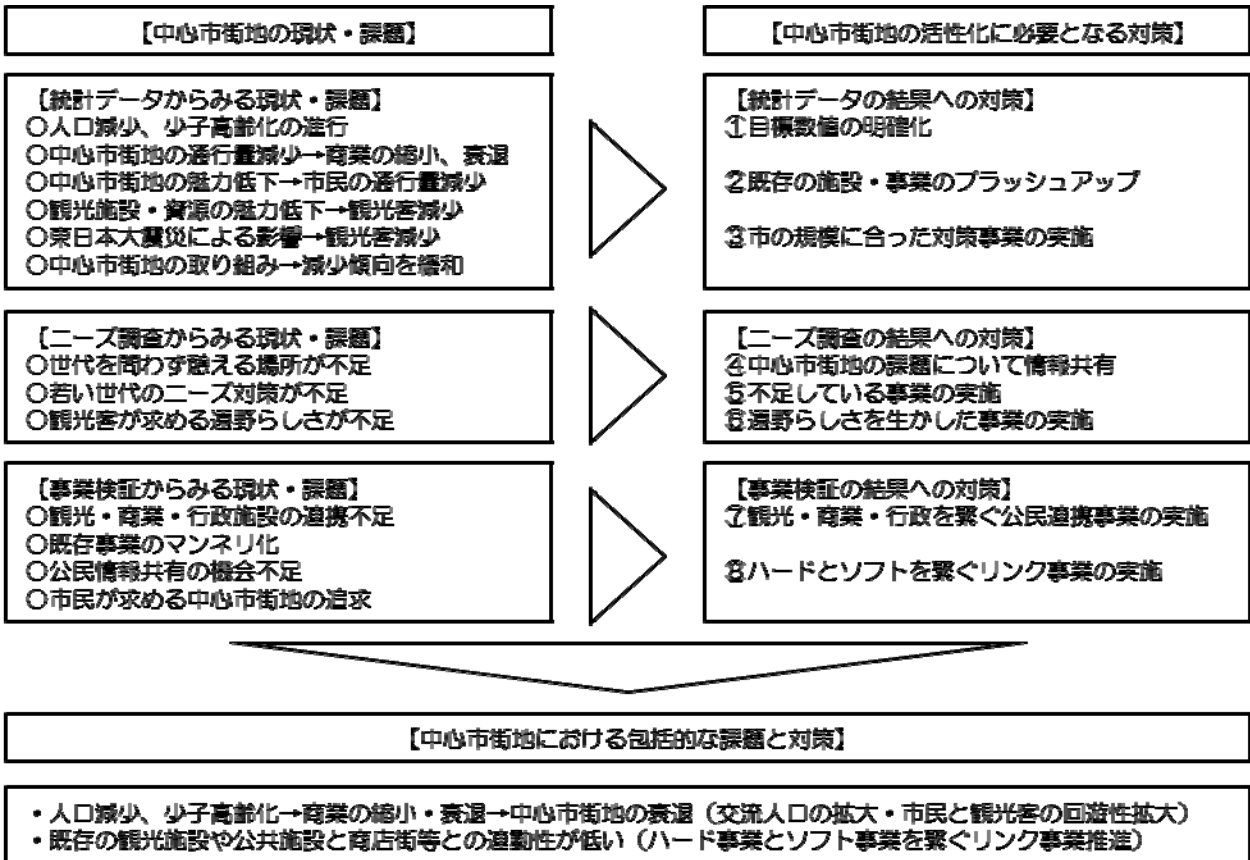 【中心市街地の現状・課題】
【中心市街地の活性化に必要となる対策】
【統計データからみる現状・課題】
○人口減少、少子高齢化の進行
○中心市街地の通行量減少→商業の縮小、衰退
○中心市街地の魅力低下→市民の通行量減少
○観光施設・資源の魅力低下→観光客減少
○東日本大震災による影響→観光客減少
○中心市街地の取り組み→減少傾向を緩和
【統計データの結果への対策】
①目標数値の明確化
②既存の施設・事業のブラッシュアップ
③市の規模に合った対策事業の実施
【ニーズ調査からみる現状・課題】
○世代を問わず憩える場所が不足
○若い世代のニーズ対策が不足
○観光客が求める遠野らしさが不足
【ニーズ調査の結果への対策】
④中心市街地の課題について情報共有
⑤不足している事業の実施
⑥遠野らしさを生かした事業の実施
【事業検証からみる現状・課題】
○観光・商業・行政施設の連携不足
○既存事業のマンネリ化
○公民情報共有の機会不足
○市民が求める中心市街地の追求
【事業検証の結果への対策】
⑦観光・商業・行政を繋ぐ公民連携事業の実施
⑧ハードとソフトを繋ぐリンク事業の実施
【中心市街地における包括的な課題と対策】
・人口減少、少子高齢化→商業の縮小・衰退→中心市街地の衰退（交流人口の拡大・市民と観光客の回遊性拡大）
・既存の観光施設や公共施設と商店街等との連動性が低い（ハード事業とソフト事業を繋ぐリンク事業推進）